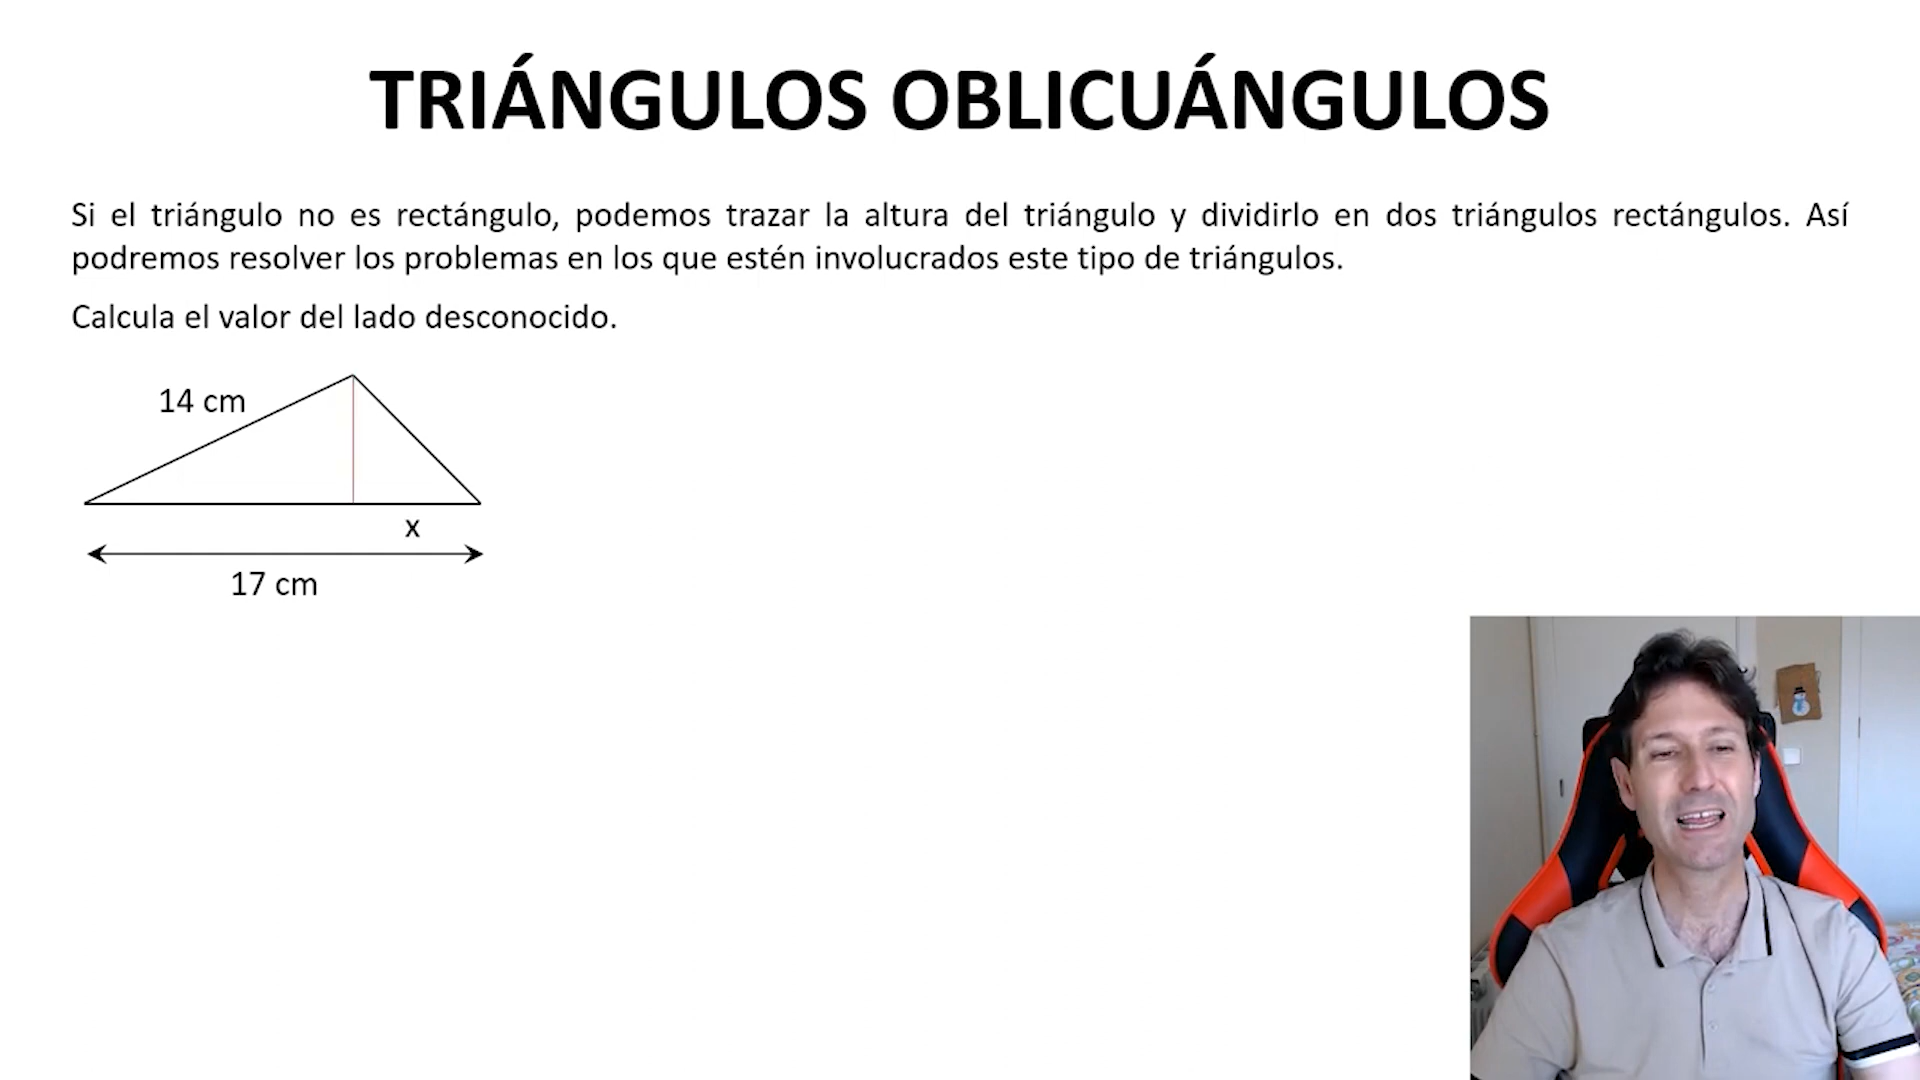 TRIÁNGULOS OBLICUÁNGULOS
Si el triángulo no es rectángulo, podemos trazar la altura del triángulo y dividirlo en dos triángulos rectángulos. Así
podremos resolver los problemas en los que estén involucrados este tipo de triángulos.
Calcula el valor del lado desconocido.
14 cm
x
17 cm